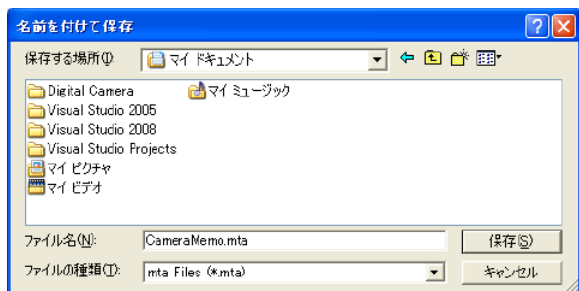 名前を付けて保存
保存する場所(I): マイ ドキュメント
Digital Camera マイ ミュージック
Visual Studio 2005
Visual Studio 2008
Visual Studio Projects
マイ ピクチャ
マイ ビデオ
ファイル名(N): CameraMemo.mta 保存(S)
ファイルの種類(T): mta Files (*.mta) キャンセル